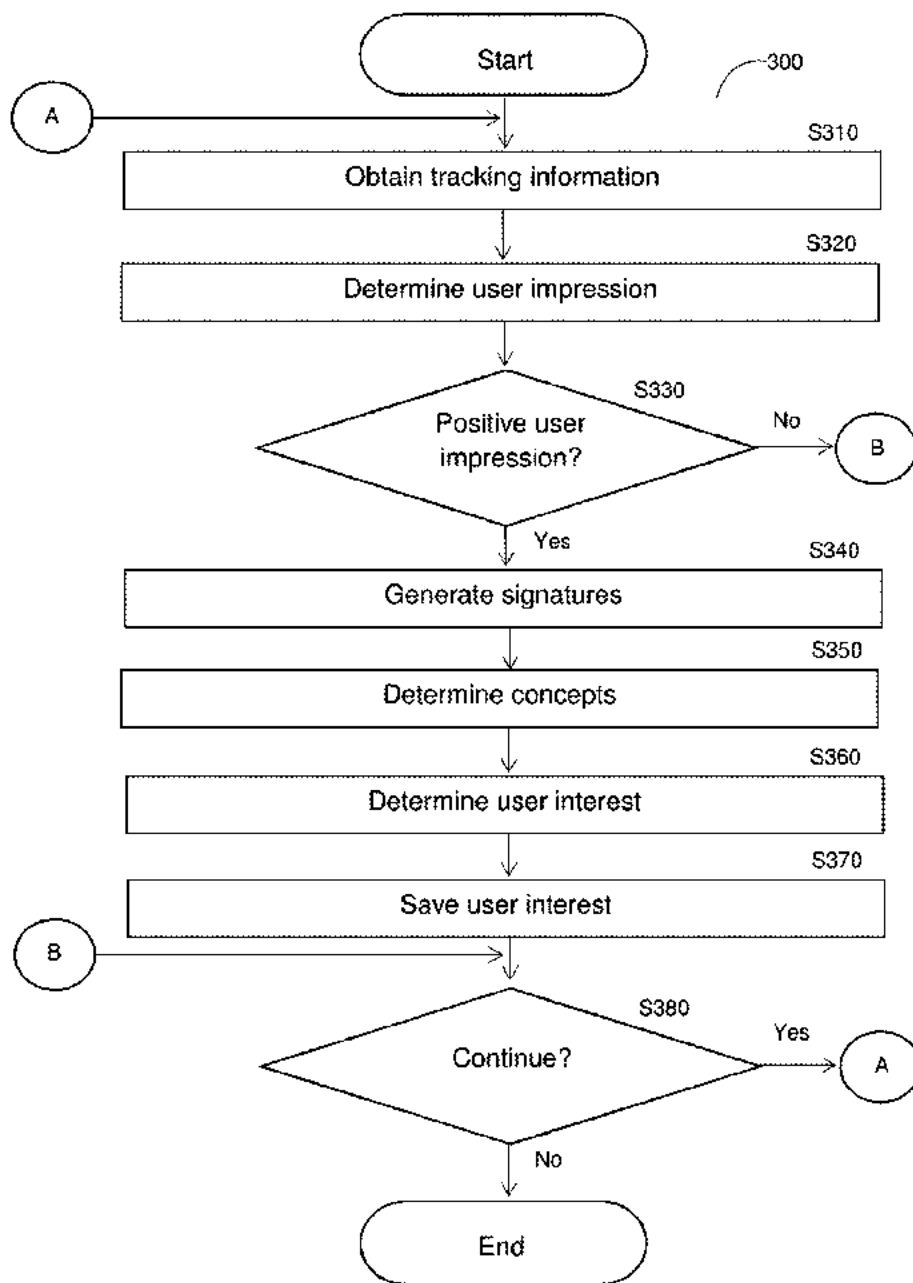 Start
300
A
S310
Obtain tracking information
S320
Determine user impression
S330
Positive user
impression?
No
B
Yes
S340
Generate signatures
S350
Determine concepts
S360
Determine user interest
S370
Save user interest
B
S380
Continue?
Yes
A
No
End